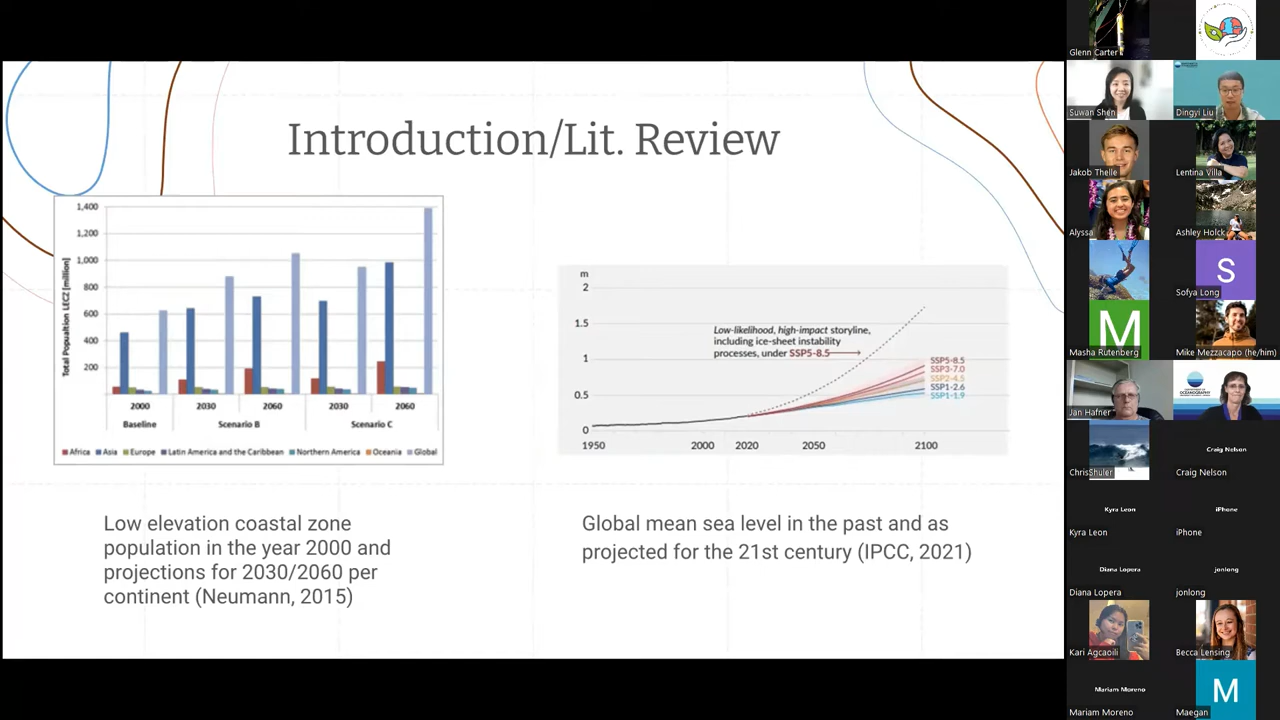 Introduction/Lit. Review
1,400
1,200
1,000
800
600
400
200
Total Popualtion LECZ [million]
2000
2030
2060
2030
2060
Baseline
Scenario B
Scenario C
Africa
Asia
Europe
Latin America and the Caribbean
Northern America
Oceania
Global
Low elevation coastal zone
population in the year 2000 and
projections for 2030/2060 per
continent (Neumann, 2015)
m
2
1.5
1
0.5
0
Low-likelihood, high-impact storyline,
including ice-sheet instability
processes, under SSP5-8.5
SSP5-8.5
SSP3-7.0
SSP2-4.5
SSP1-2.6
SSP1-1.9
1950
2000
2020
2050
2100
Global mean sea level in the past and as
projected for the 21st century (IPCC, 2021)
Glenn Carter
Suwan Shen
Dingyi Liu
Jakob Thelle
Lentina Villa
Alyssa
Ashley Holck
S
Sofya Long
M
Masha Rutenberg
Mike Mezzacapo (he/him)
Jan Hafner
OCEANOGRAPHY
Chris Shuler
Craig Nelson
Craig Nelson
Kyra Leon
Kyra Leon
iPhone
iPhone
Diana Lopera
Diana Lopera
jonlong
jonlong
Kari Agcaoili
Becca Lensing
Mariam Moreno
Mariam Moreno
M
Maegan